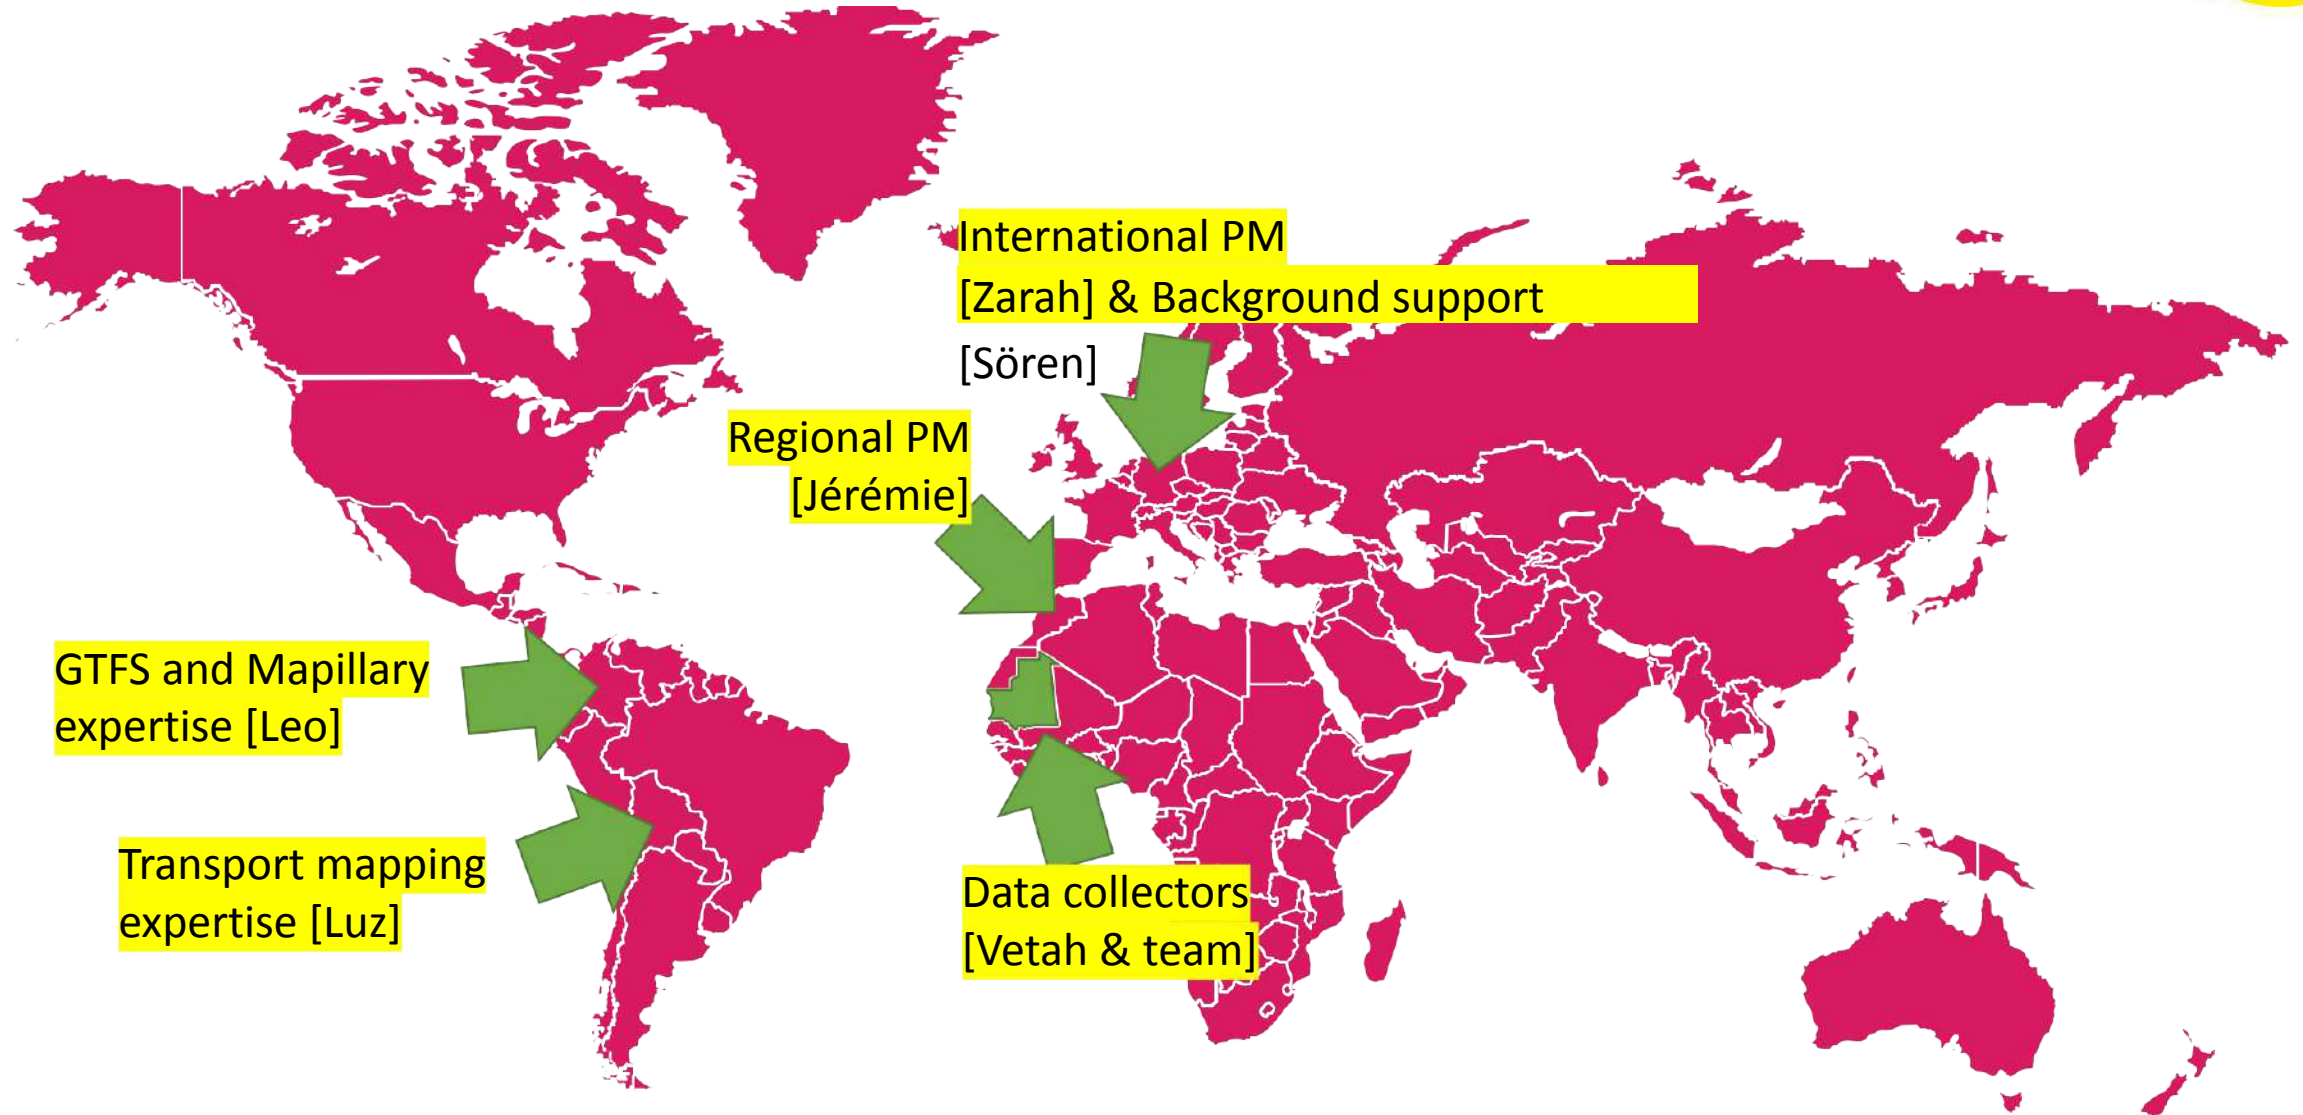 International PM
[Zarah] & Background support
[Sören]
Regional PM
[Jérémie]
GTFS and Mapillary
expertise [Leo]
Transport mapping
expertise [Luz]
Data collectors
[Vetah & team]